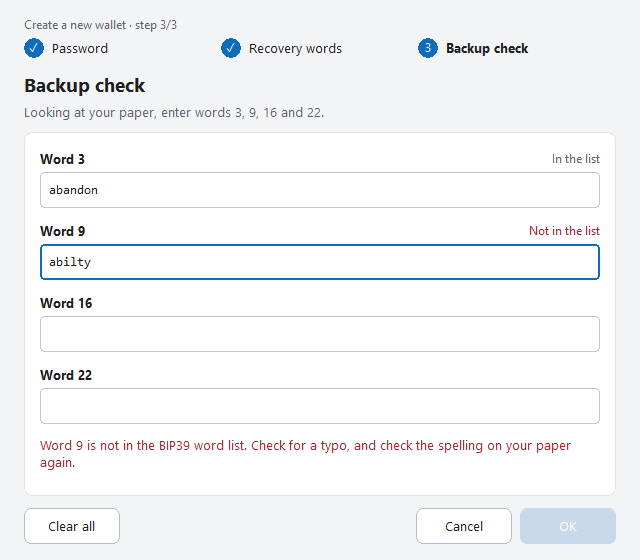 Create a new wallet · step 3/3
✓ Password ✓ Recovery words 3 Backup check
Backup check
Looking at your paper, enter words 3, 9, 16 and 22.
Word 3 In the list
abandon
Word 9 Not in the list
abilty
Word 16
Word 22
Word 9 is not in the BIP39 word list. Check for a typo, and check the spelling on your paper
again.
Clear all Cancel OK